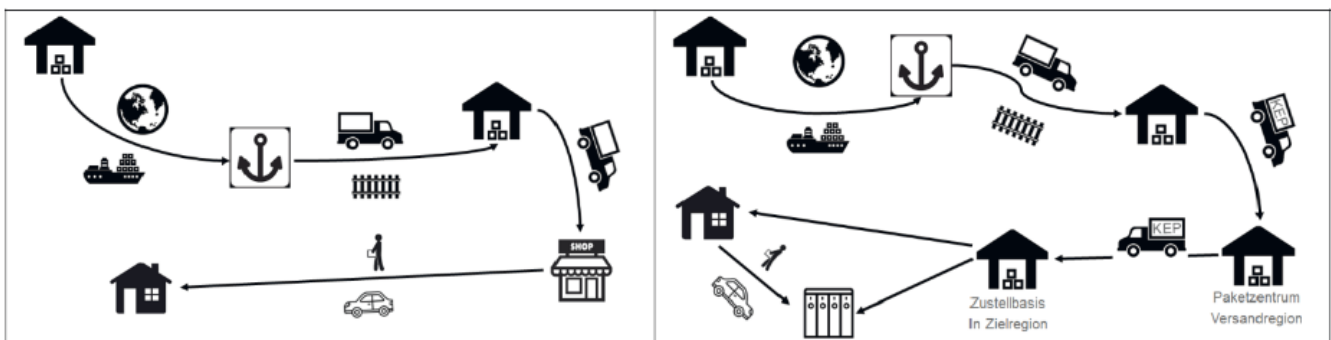 SHOP
KEP
KEP
Zustellbasis
In Zielregion
Paketzentrum
Versandregion